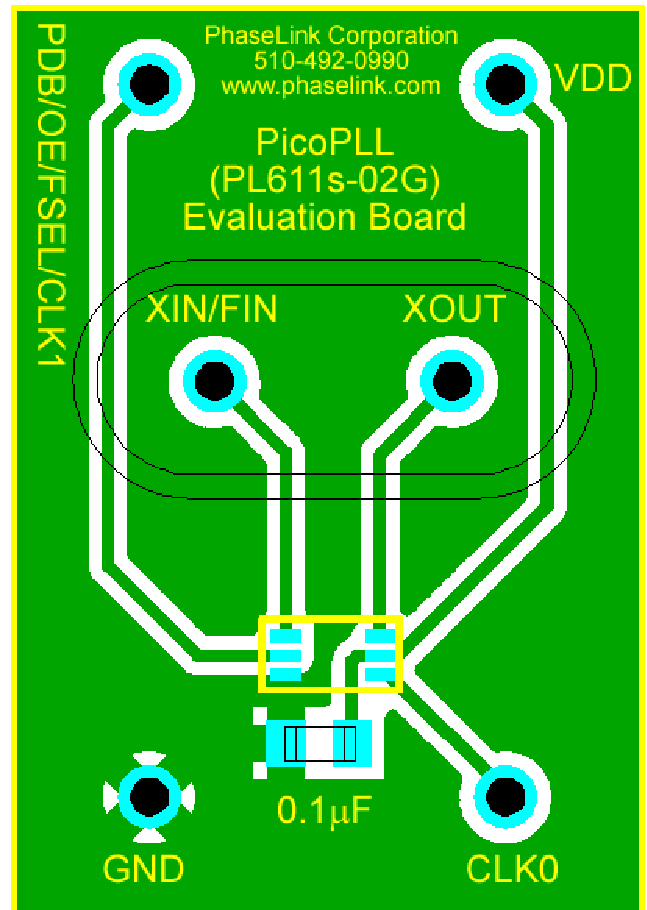 PhaseLink Corporation
510-492-0990
www.phaselink.com
PDB/OE/FSEL/CLK1
VDD
PicoPLL
(PL611s-02G)
Evaluation Board
XIN/FIN
XOUT
0.1μF
GND
CLK0